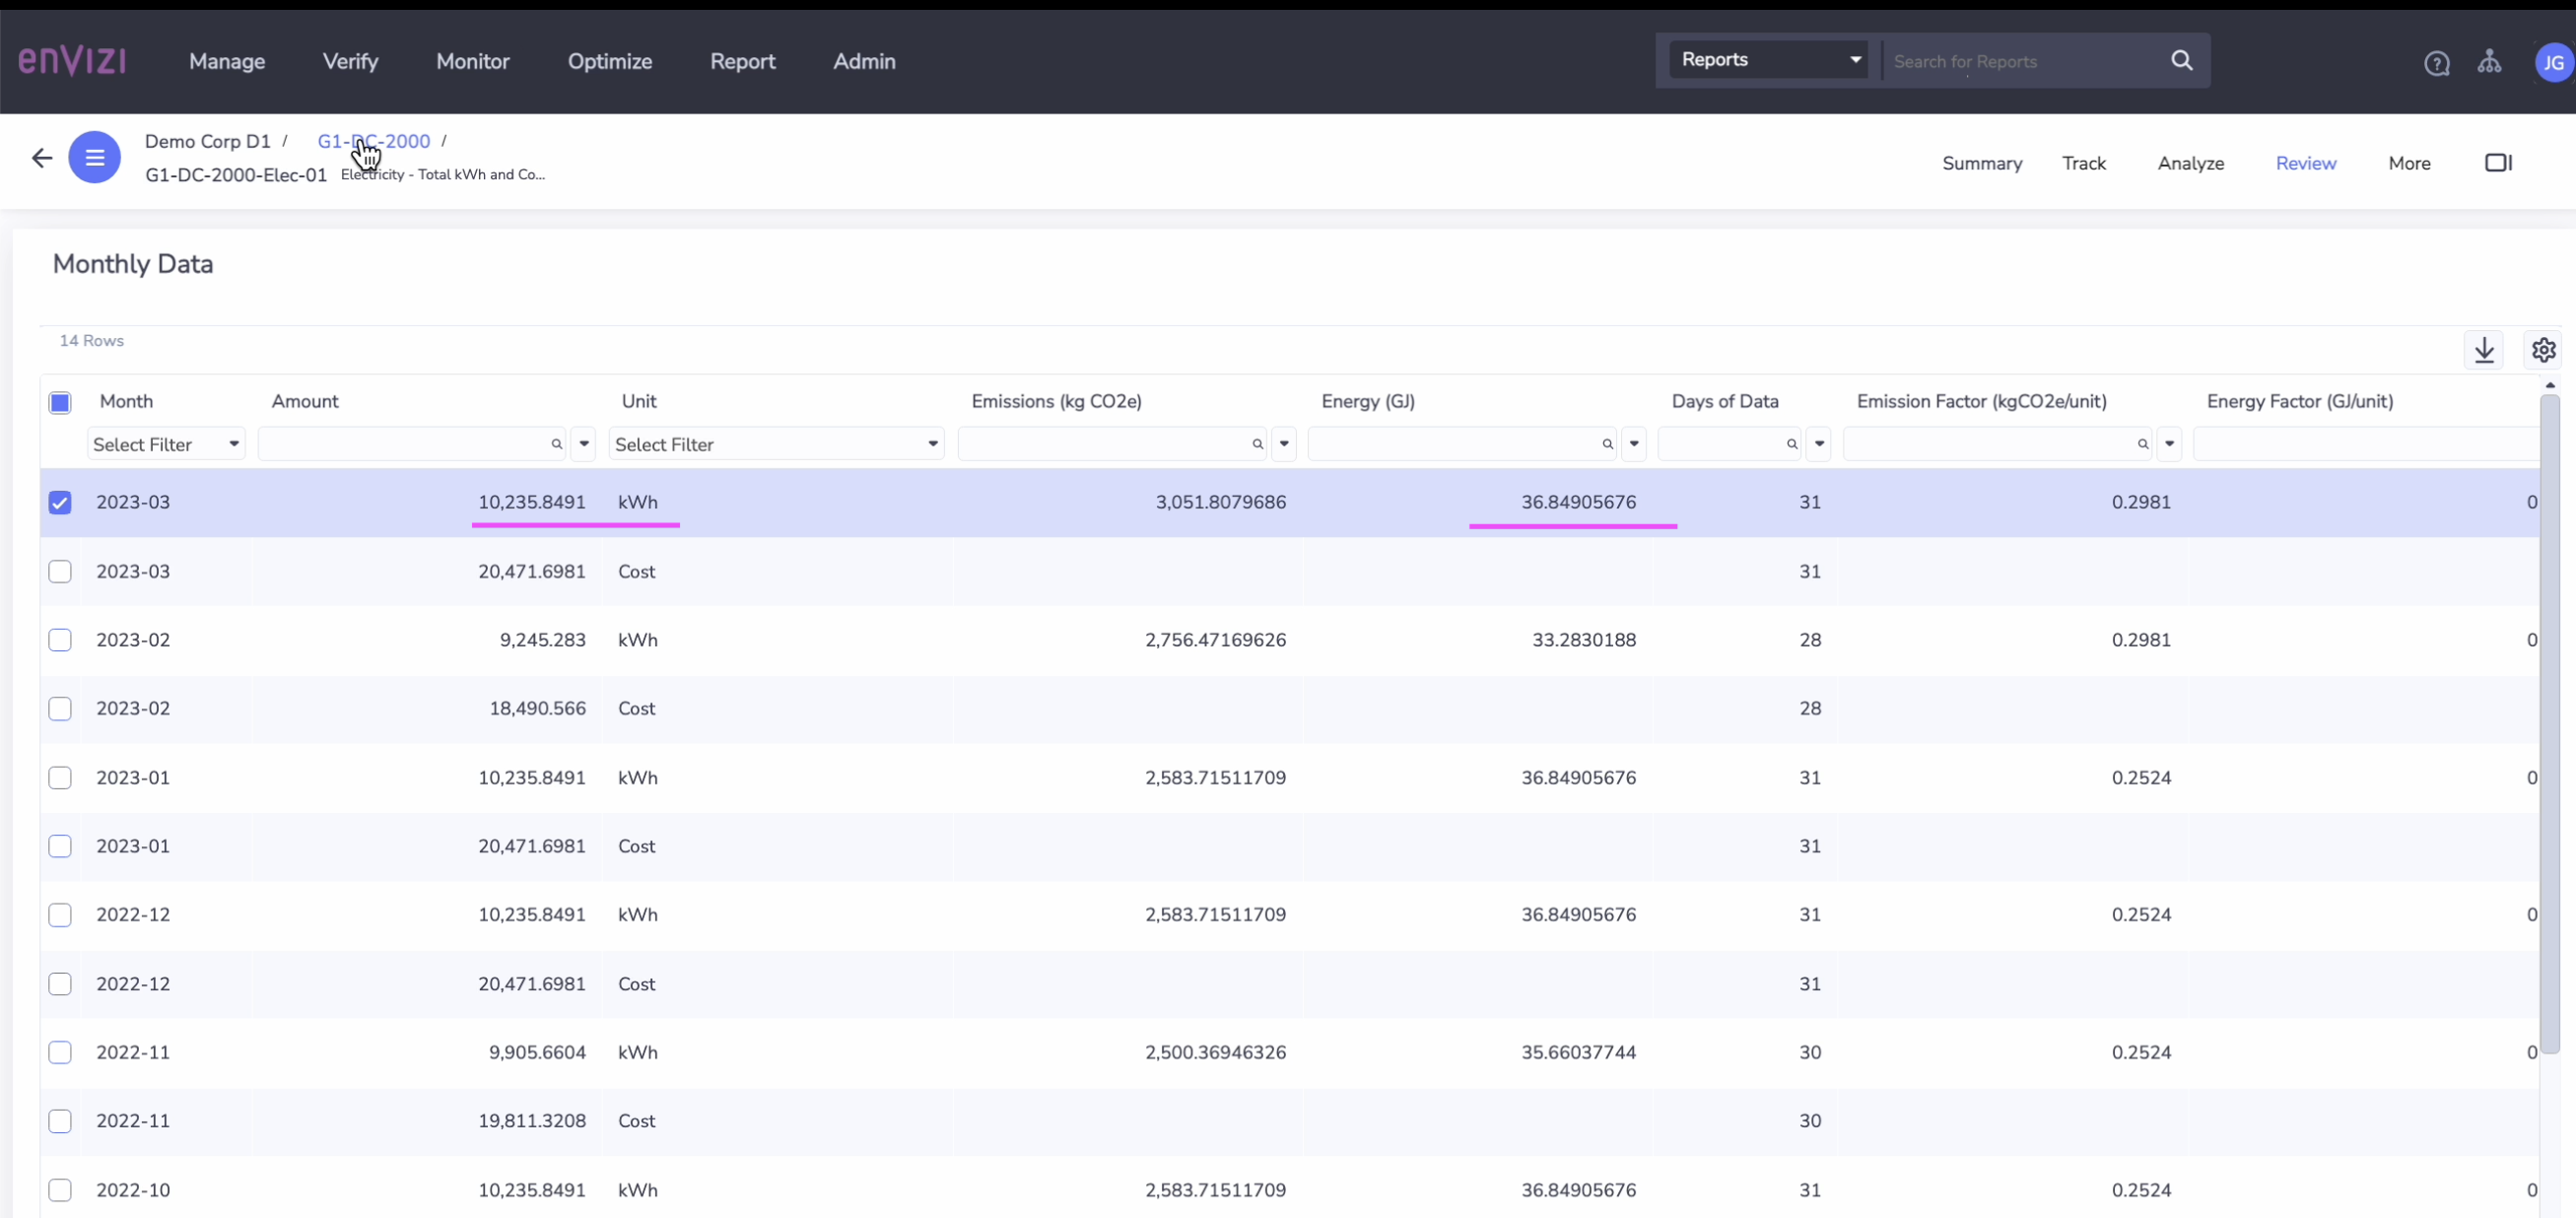 enVIZI Manage Verify Monitor Optimize Report Admin Reports Search for Reports JG
Demo Corp D1 / G1-DC-2000 /
G1-DC-2000-Elec-01 Electricity - Total kWh and Co...
Summary Track Analyze Review More
Monthly Data
14 Rows
Month Amount Unit Emissions (kg CO2e) Energy (GJ) Days of Data Emission Factor (kgCO2e/unit) Energy Factor (GJ/unit)
Select Filter Select Filter
2023-03 10,235.8491 kWh 3,051.8079686 36.84905676 31 0.2981 0
2023-03 20,471.6981 Cost 31
2023-02 9,245.283 kWh 2,756.47169626 33.2830188 28 0.2981 0
2023-02 18,490.566 Cost 28
2023-01 10,235.8491 kWh 2,583.71511709 36.84905676 31 0.2524 0
2023-01 20,471.6981 Cost 31
2022-12 10,235.8491 kWh 2,583.71511709 36.84905676 31 0.2524 0
2022-12 20,471.6981 Cost 31
2022-11 9,905.6604 kWh 2,500.36946326 35.66037744 30 0.2524 0
2022-11 19,811.3208 Cost 30
2022-10 10,235.8491 kWh 2,583.71511709 36.84905676 31 0.2524 0